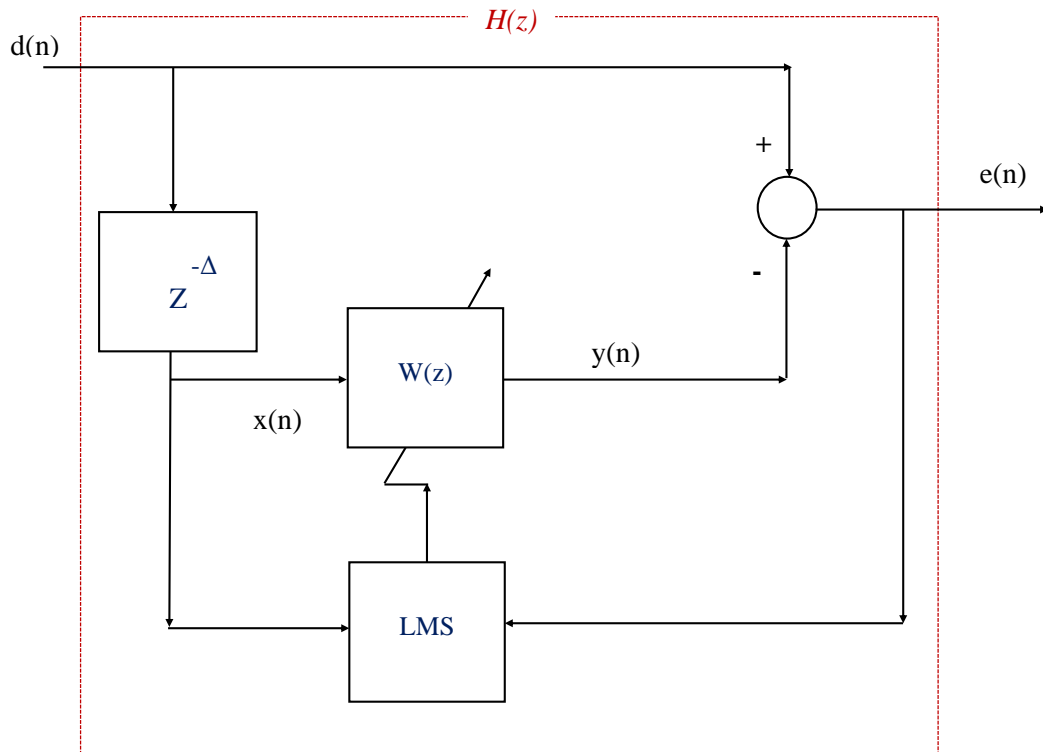 H(z)
d(n)
+
e(n)
-Δ
Z
-
W(z)
y(n)
x(n)
LMS